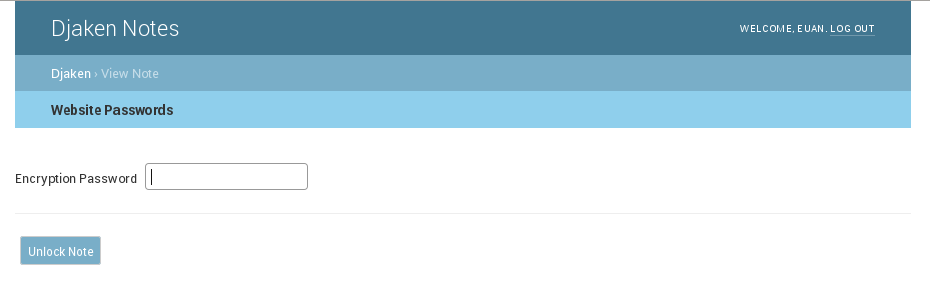 Djaken Notes
WELCOME, EUAN. LOG OUT
Djaken › View Note
Website Passwords
Encryption Password
Unlock Note